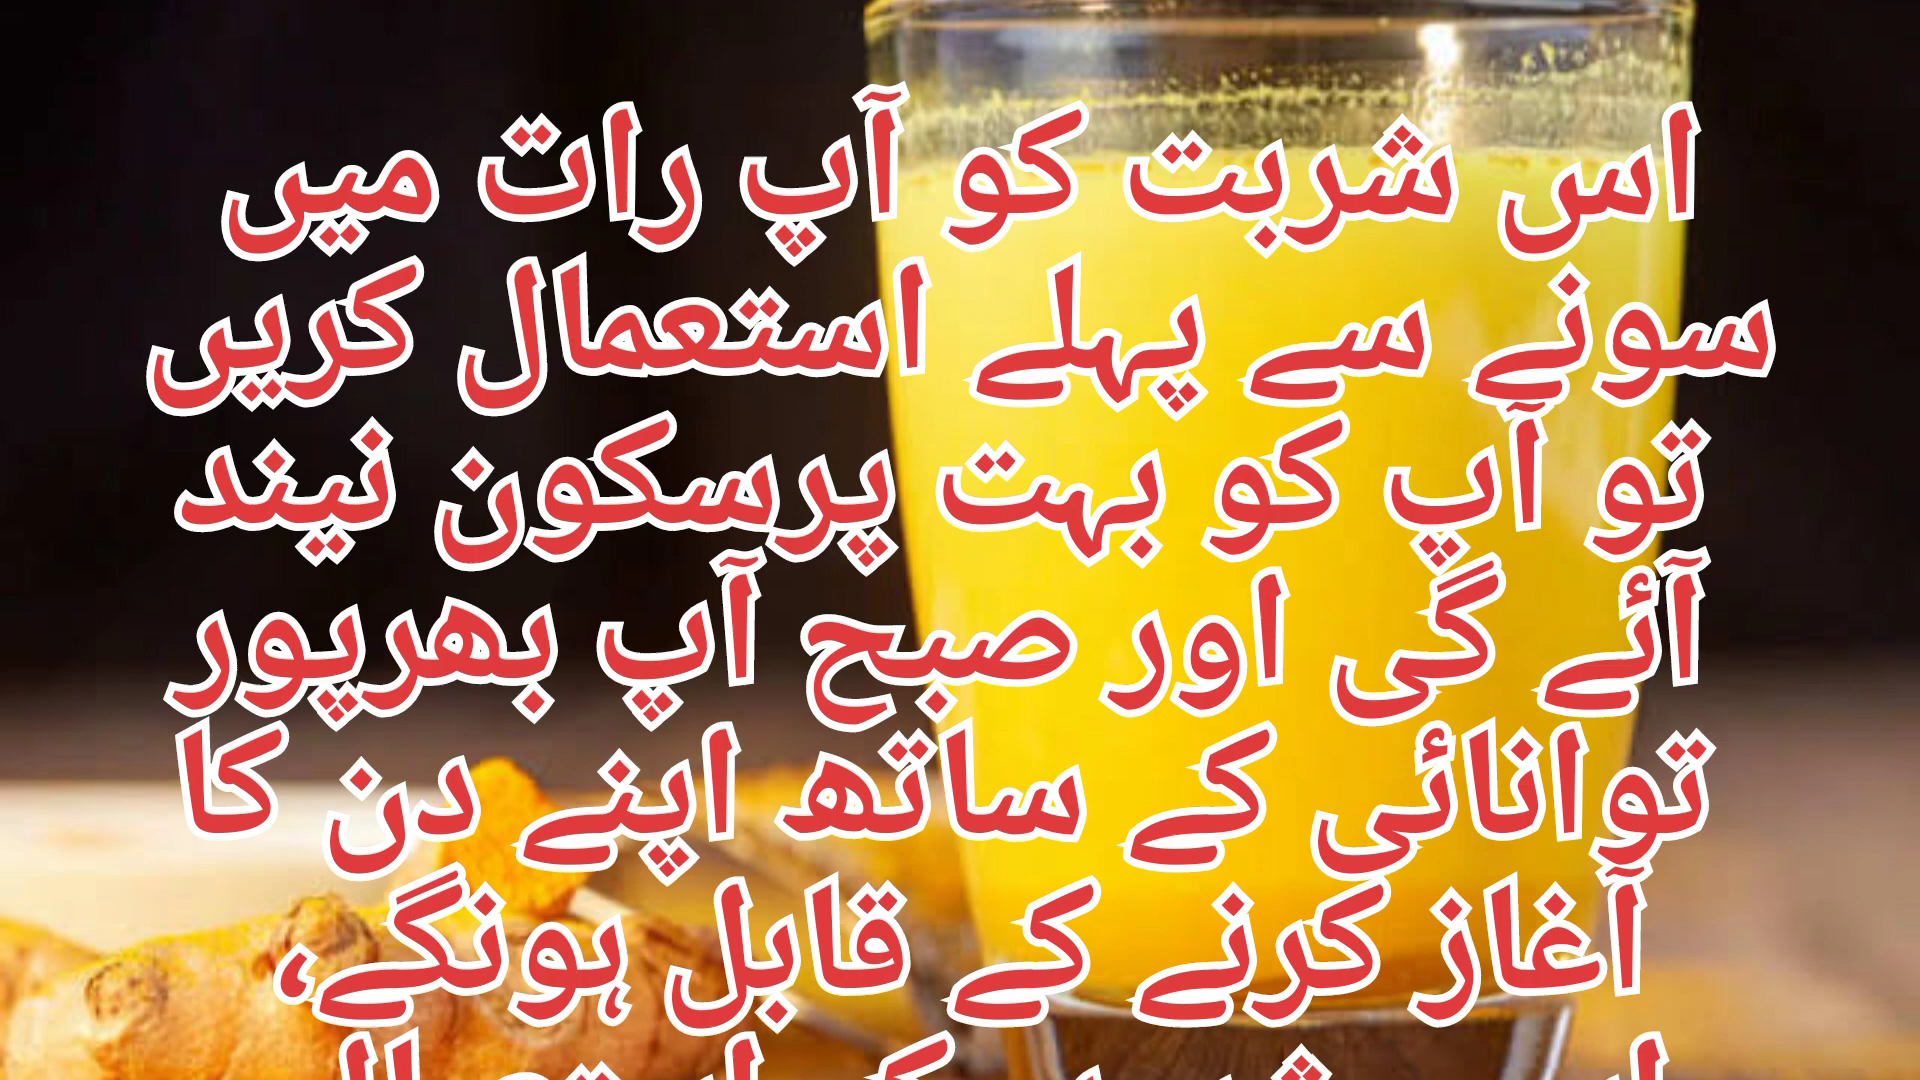 اس شربت کو آپ رات میں
سونے سے پہلے استعمال کریں
تو آپ کو بہت پرسکون نیند
آئے گی اور صبح آپ بھرپور
توانائی کے ساتھ اپنے دن کا
آغاز کرنے کے قابل ہونگے،